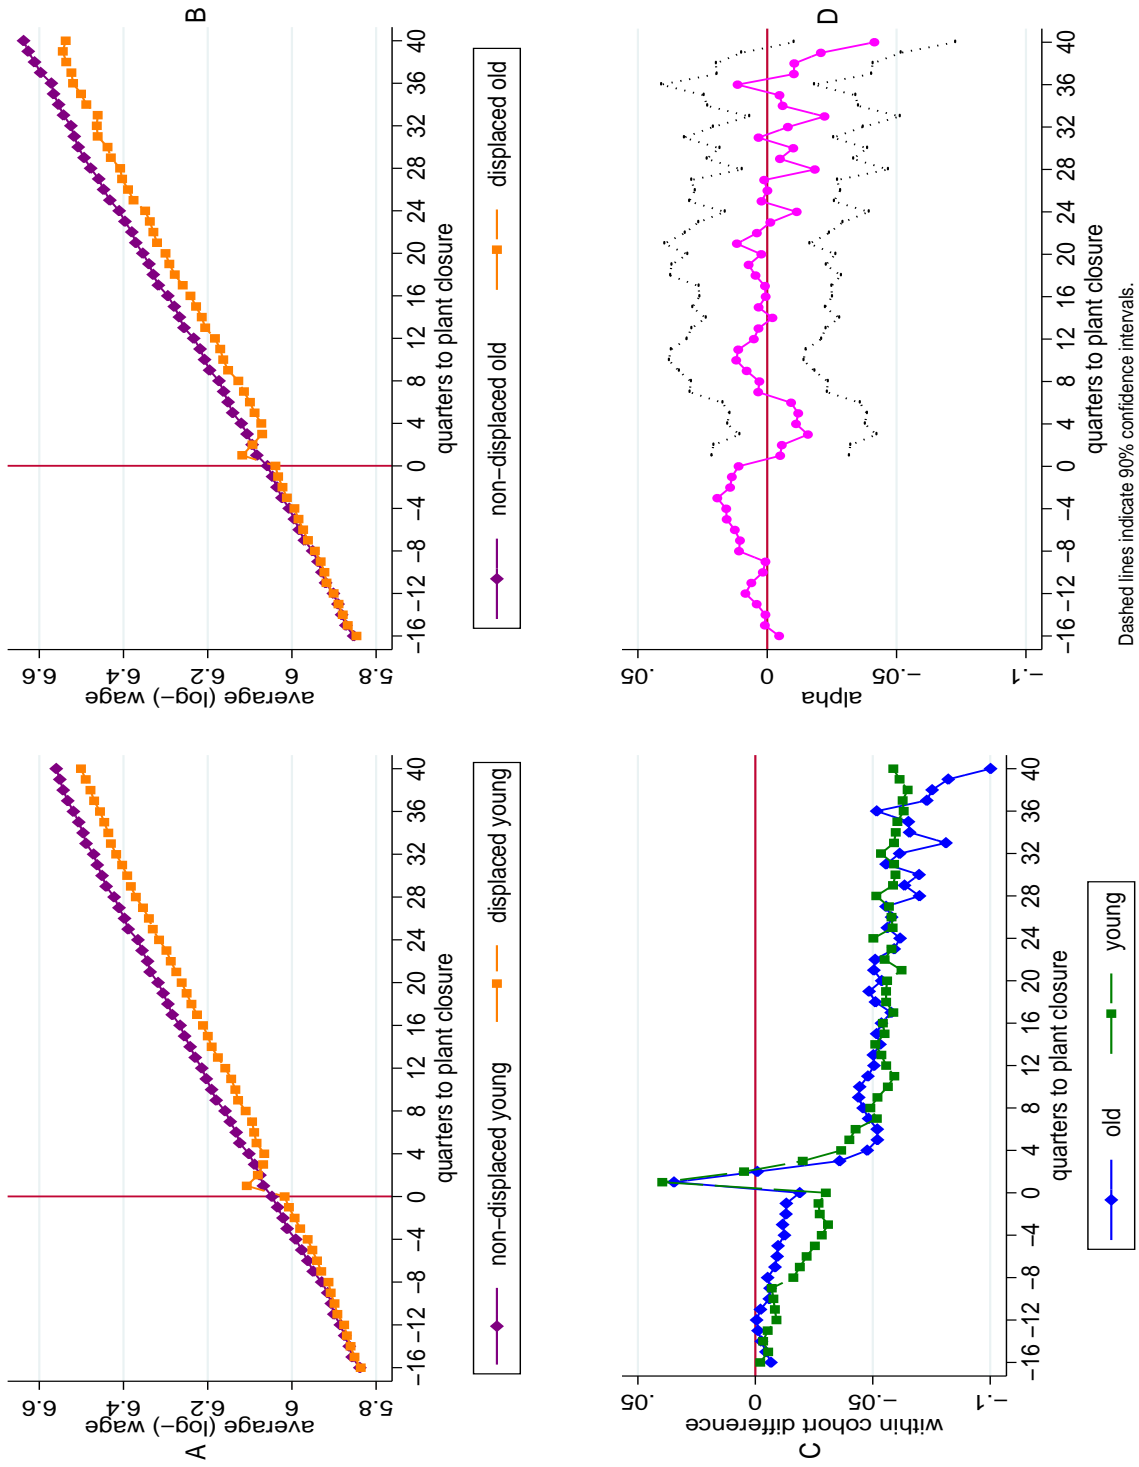 A
average (log−) wage
6.6
6.4
6.2
6
5.8
−16 −12 −8 −4 0 4 8 12 16 20 24 28 32 36 40
quarters to plant closure
non−displaced young displaced young
B
average (log−) wage
6.6
6.4
6.2
6
5.8
−16 −12 −8 −4 0 4 8 12 16 20 24 28 32 36 40
quarters to plant closure
non−displaced old displaced old
C
within cohort difference
.05
0
−.05
−.1
−16 −12 −8 −4 0 4 8 12 16 20 24 28 32 36 40
quarters to plant closure
old young
D
alpha
.05
0
−.05
−.1
−16 −12 −8 −4 0 4 8 12 16 20 24 28 32 36 40
quarters to plant closure
Dashed lines indicate 90% confidence intervals.